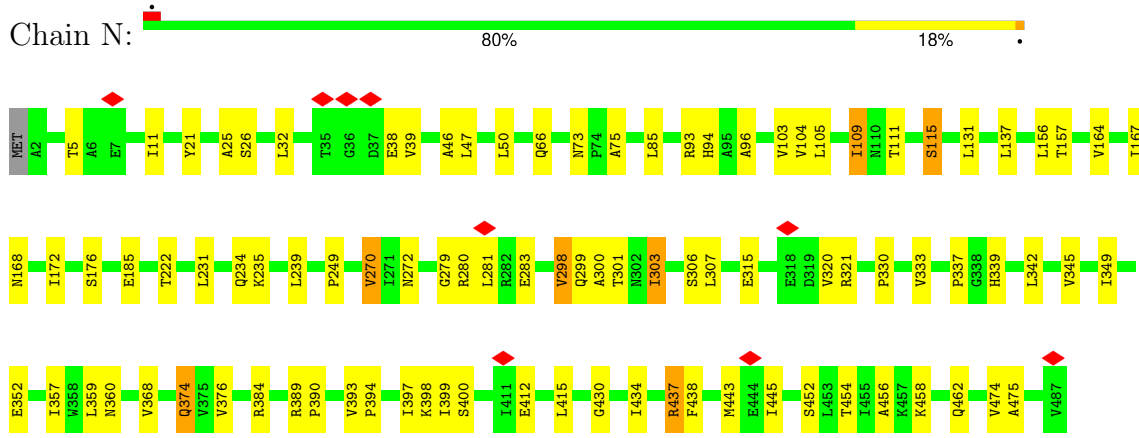 Chain N:
80% 18%
MET A2 T5 A6 E7 I11 Y21 A25 S26 L32 T35 G36 D37 E38 V39 A46 L47 L50 Q66 N73 P74 A75 L85 R93 H94 A95 A96 V103 V104 L105 I109 N110 T111 S115 L131 L137 L156 T157 V164 I167
N168 I172 S176 E185 T222 L231 Q234 K235 L239 P249 V270 I271 N272 G279 R280 L281 R282 E283 V298 Q299 A300 T301 N302 I303 S306 L307 E315 E318 D319 V320 R321 P330 V333 P337 G338 H339 L342 V345 I349
E352 I357 W358 L359 N360 V368 Q374 V375 V376 R384 R389 P390 V393 P394 I397 K398 I399 S400 I411 E412 L415 G430 I434 R437 F438 M443 E444 I445 S452 L453 T454 I455 A456 K457 K458 Q462 V474 A475 V487